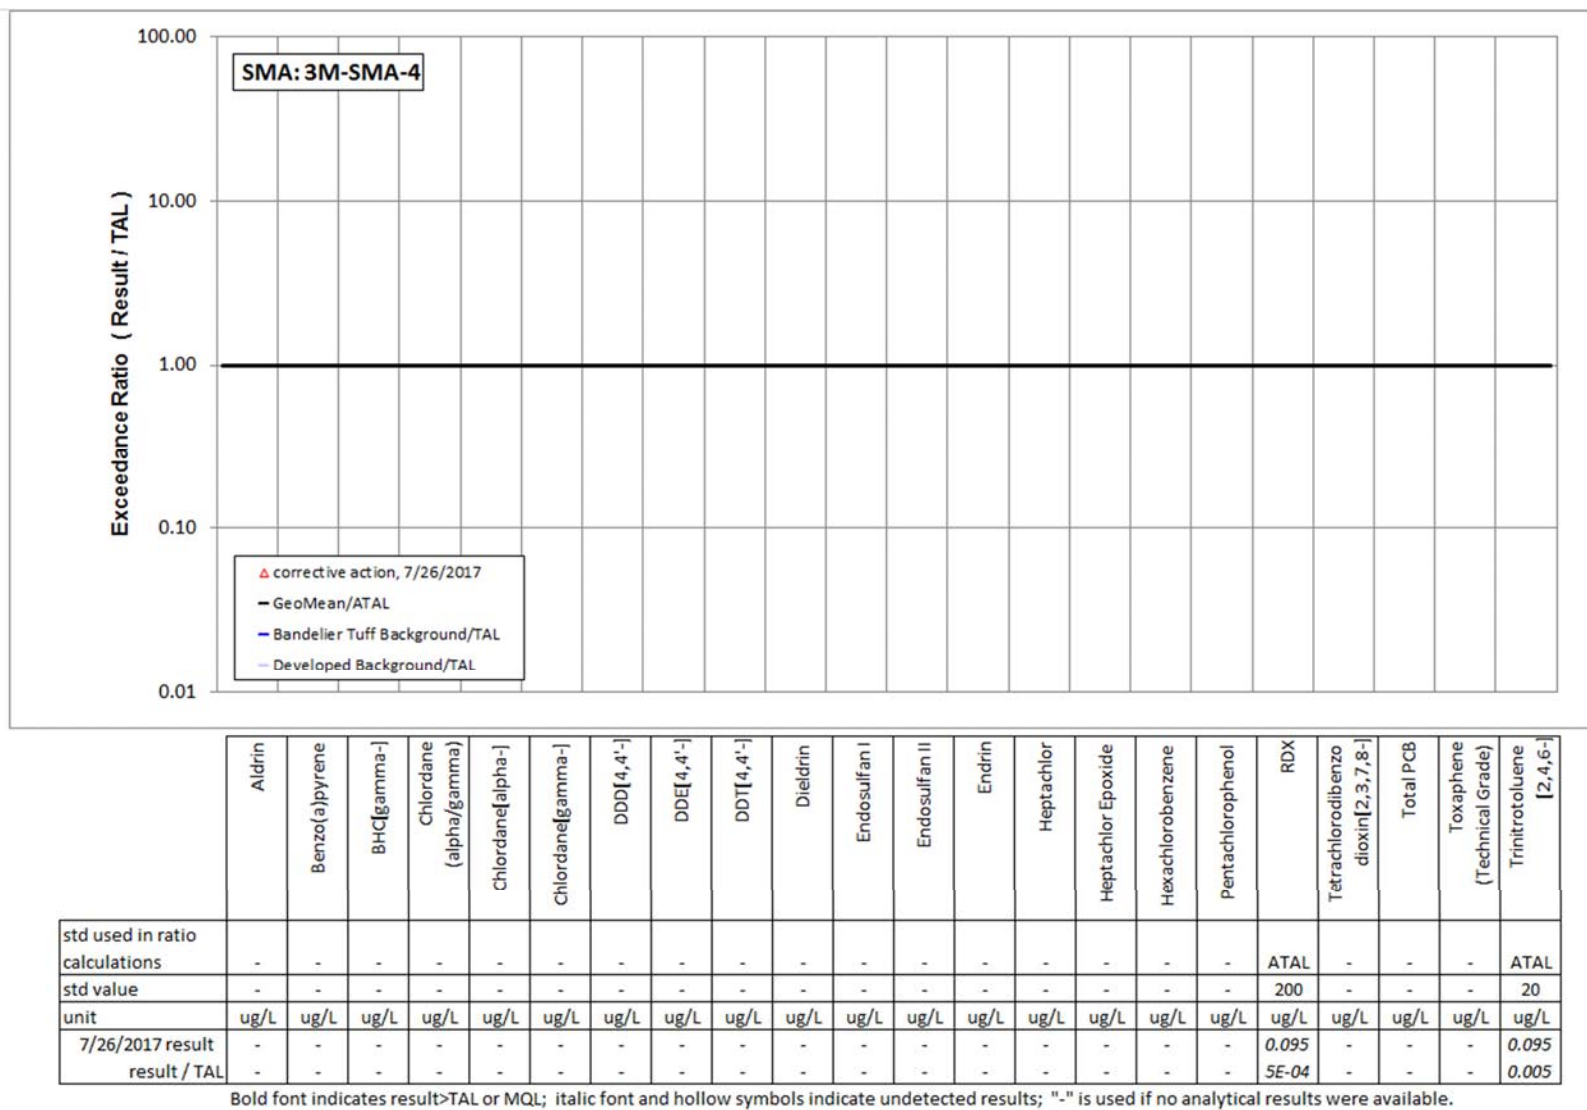 100.00
SMA: 3M-SMA-4
10.00
1.00
0.10
0.01
Exceedance Ratio ( Result / TAL )
corrective action, 7/26/2017
GeoMean/ATAL
Bandelier Tuff Background/TAL
Developed Background/TAL
Aldrin
Benzo(a)pyrene
BHC[gamma-]
Chlordane
(alpha/gamma)
Chlordane[alpha-]
Chlordane[gamma-]
DDD[4,4'-]
DDE[4,4'-]
DDT[4,4'-]
Dieldrin
Endosulfan I
Endosulfan II
Endrin
Heptachlor
Heptachlor Epoxide
Hexachlorobenzene
Pentachlorophenol
RDX
Tetrachlorodibenzo
dioxin[2,3,7,8-]
Total PCB
Toxaphene
(Technical Grade)
Trinitrotoluene
[2,4,6-]
std used in ratio
calculations - - - - - - - - - - - - - - - - - ATAL - - - ATAL
std value - - - - - - - - - - - - - - - - - 200 - - - 20
unit ug/L ug/L ug/L ug/L ug/L ug/L ug/L ug/L ug/L ug/L ug/L ug/L ug/L ug/L ug/L ug/L ug/L ug/L ug/L ug/L ug/L ug/L
7/26/2017 result - - - - - - - - - - - - - - - - - 0.095 - - - 0.095
result / TAL - - - - - - - - - - - - - - - - - 5E-04 - - - 0.005
Bold font indicates result>TAL or MQL; italic font and hollow symbols indicate undetected results; "-" is used if no analytical results were available.